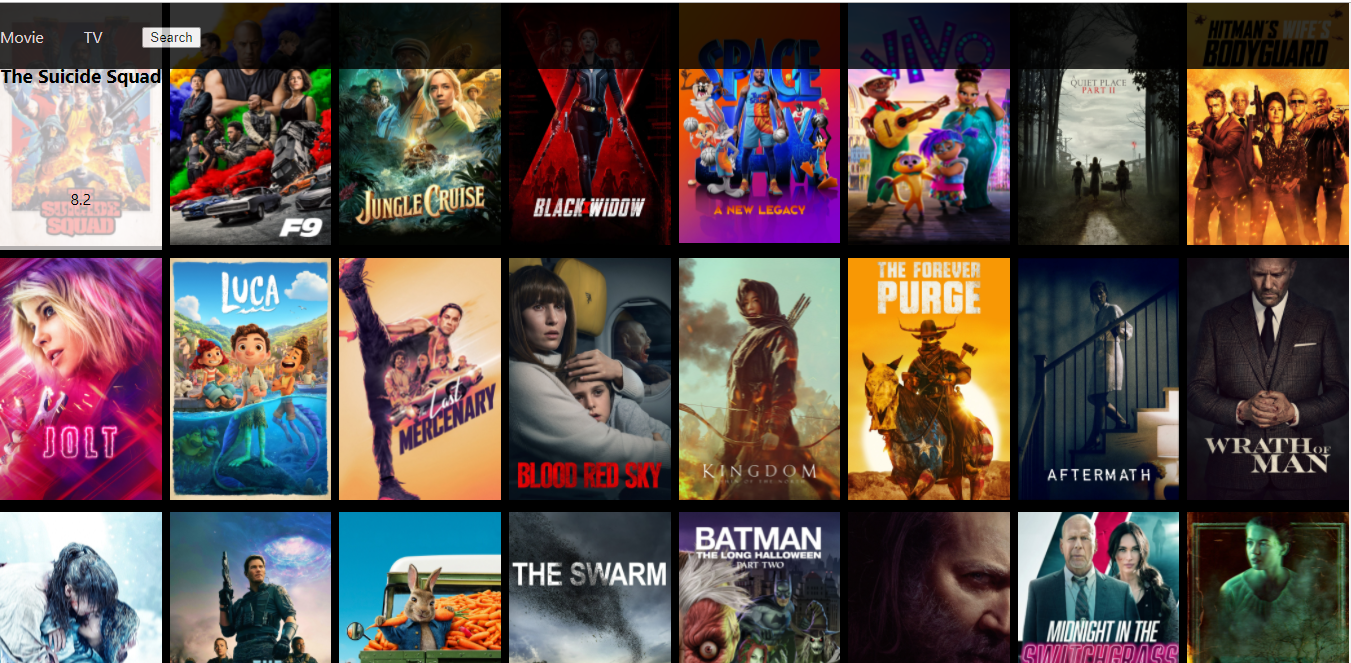 Movie TV Search
The Suicide Squad
8.2
SUICIDE
SQUAD
F9
JUNGLE CRUISE
BLACK WIDOW
SPACE
JAM
A NEW LEGACY
VIVO
QUIET PLACE
PART II
HITMAN'S WIFE'S
BODYGUARD
JOLT
LUCA
Last
MERCENARY
BLOOD RED SKY
KINGDOM
THE FOREVER
PURGE
AFTERMATH
WRATH OF
MAN
THE
THE SWARM
BATMAN
THE LONG HALLOWEEN
PART TWO
MIDNIGHT IN THE
SWITCHGRASS